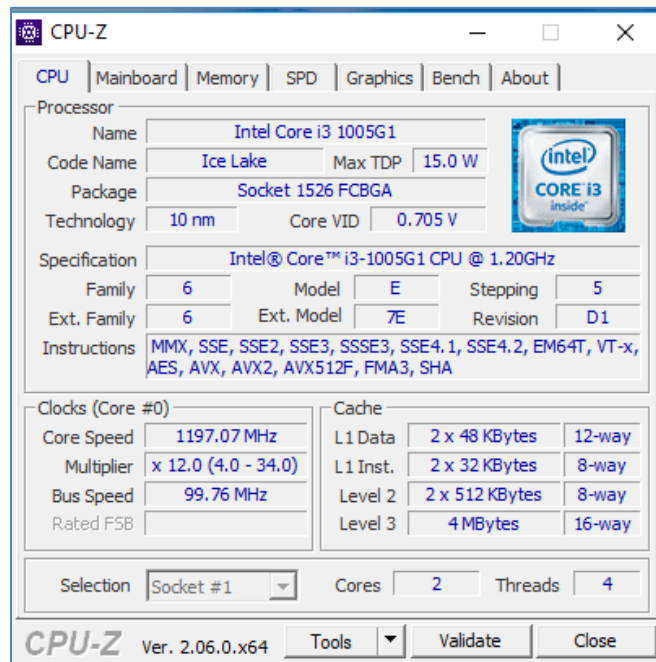 CPU-Z
CPU Mainboard Memory SPD Graphics Bench About
Processor
Name Intel Core i3 1005G1
Code Name Ice Lake Max TDP 15.0 W
Package Socket 1526 FCBGA
Technology 10 nm Core VID 0.705 V
intel
CORE i3
inside
Specification Intel® Core™ i3-1005G1 CPU @ 1.20GHz
Family 6 Model E Stepping 5
Ext. Family 6 Ext. Model 7E Revision D1
Instructions MMX, SSE, SSE2, SSE3, SSSE3, SSE4.1, SSE4.2, EM64T, VT-x,
AES, AVX, AVX2, AVX512F, FMA3, SHA
Clocks (Core #0)
Core Speed 1197.07 MHz
Multiplier x 12.0 (4.0 - 34.0)
Bus Speed 99.76 MHz
Rated FSB
Cache
L1 Data 2 x 48 KBytes 12-way
L1 Inst. 2 x 32 KBytes 8-way
Level 2 2 x 512 KBytes 8-way
Level 3 4 MBytes 16-way
Selection Socket #1 Cores 2 Threads 4
CPU-Z Ver. 2.06.0.x64 Tools Validate Close